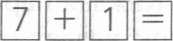 7 + 1 =